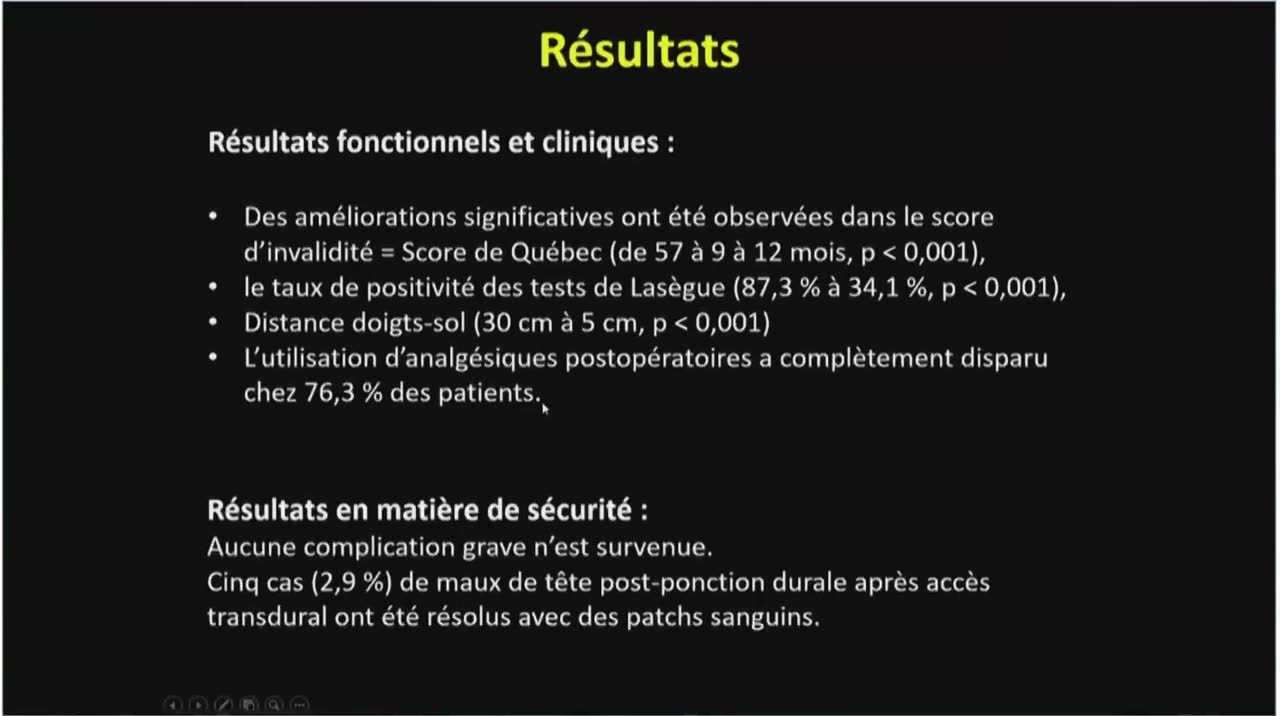 Résultats
Résultats fonctionnels et cliniques :
• Des améliorations significatives ont été observées dans le score
d’invalidité = Score de Québec (de 57 à 9 à 12 mois, p < 0,001),
• le taux de positivité des tests de Lasègue (87,3 % à 34,1 %, p < 0,001),
• Distance doigts-sol (30 cm à 5 cm, p < 0,001)
• L’utilisation d’analgésiques postopératoires a complètement disparu
chez 76,3 % des patients.
Résultats en matière de sécurité :
Aucune complication grave n’est survenue.
Cinq cas (2,9 %) de maux de tête post-ponction durale après accès
transdural ont été résolus avec des patchs sanguins.